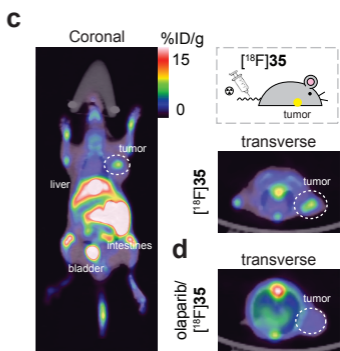 c
Coronal
%ID/g
15
0
tumor
liver
intestines
bladder
[¹⁸F]35
tumor
transverse
[¹⁸F]35
tumor
d
transverse
olaparib/
[¹⁸F]35
tumor